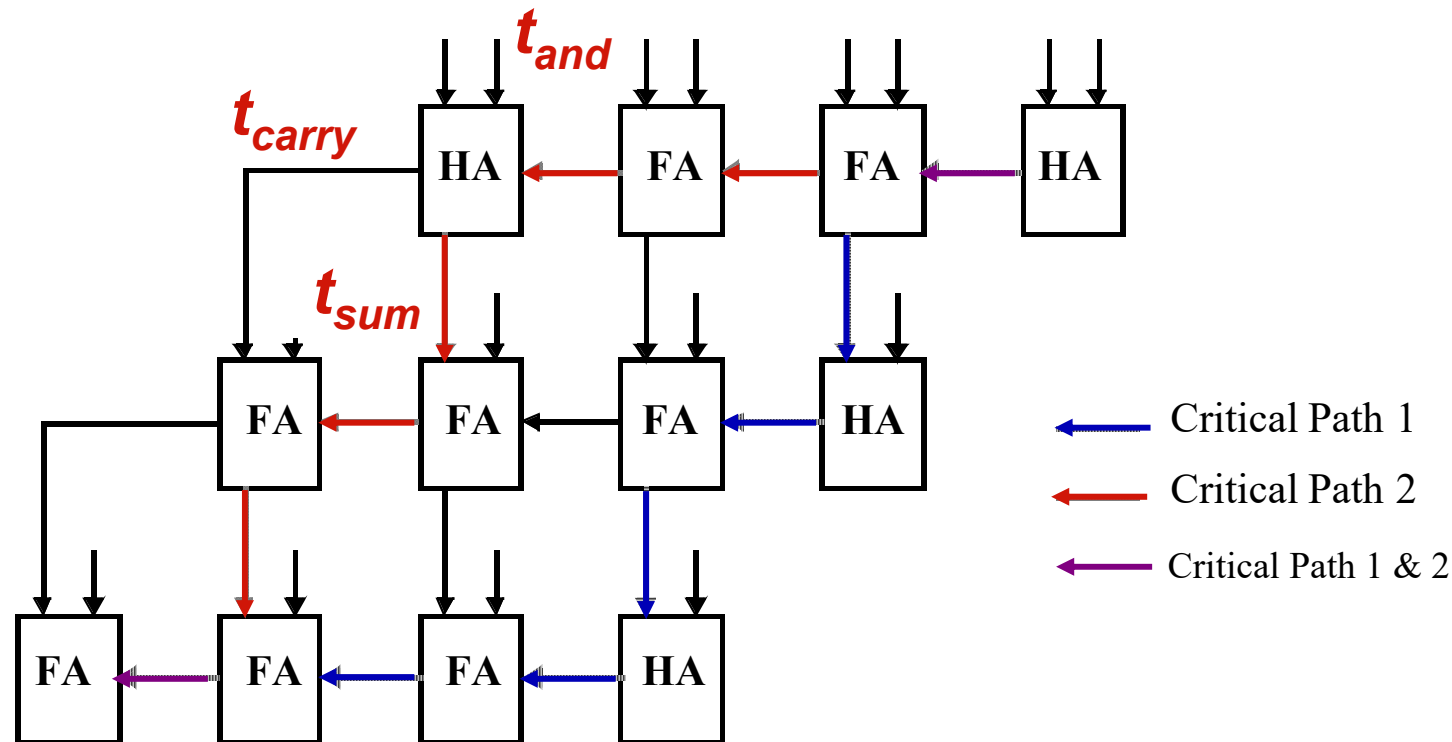 t_and
t_carry
HA FA FA HA
t_sum
FA FA FA HA
Critical Path 1
Critical Path 2
Critical Path 1 & 2
FA FA FA HA